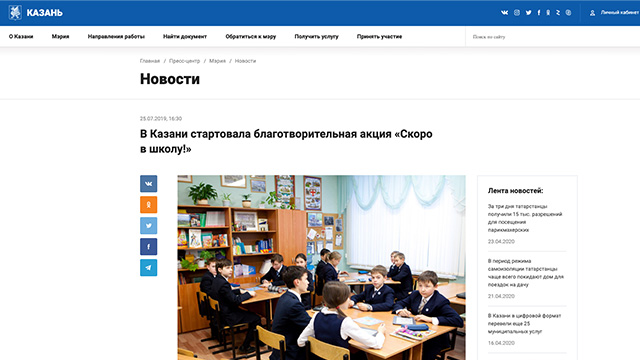 КАЗАНЬ
Личный кабинет
О Казани Мэрия Направления работы Найти документ Обратиться к мэру Получить услугу Принять участие
Поиск по сайту
Главная / Пресс-центр / Мэрия / Новости
Новости
25.07.2019, 16:30
В Казани стартовала благотворительная акция «Скоро
в школу!»
Лента новостей:
За три дня татарстанцы
получили 15 тыс. разрешений
для посещения
парикмахерских
23.04.2020
В период режима
самоизоляции татарстанцы
чаще всего покидают дом для
поездок на дачу
21.04.2020
В Казани в цифровой формат
перевели еще 25
муниципальных услуг
16.04.2020